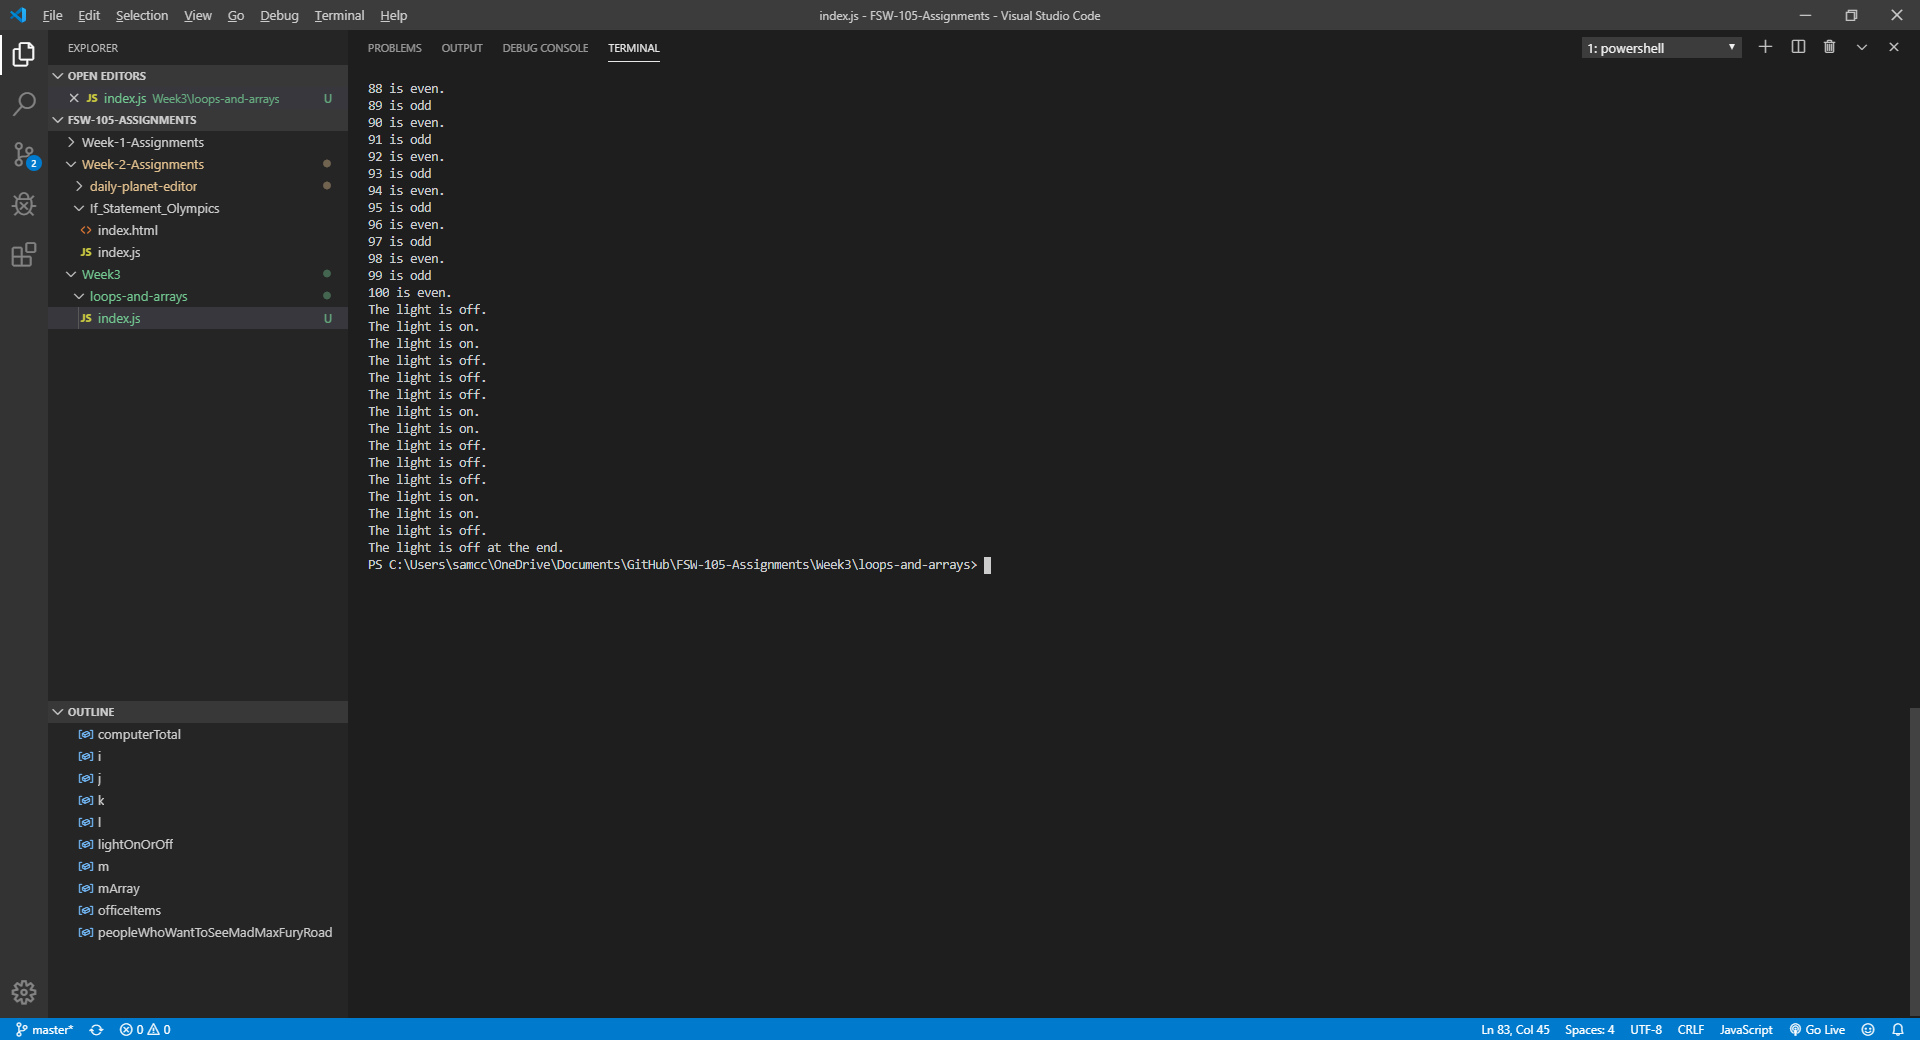 File Edit Selection View Go Debug Terminal Help
index.js - FSW-105-Assignments - Visual Studio Code
EXPLORER
OPEN EDITORS
JS index.js Week3\loops-and-arrays U
FSW-105-ASSIGNMENTS
Week-1-Assignments
Week-2-Assignments
daily-planet-editor
If_Statement_Olympics
<> index.html
JS index.js
Week3
loops-and-arrays
JS index.js U
2
OUTLINE
computerTotal
i
j
k
l
lightOnOrOff
m
mArray
officeItems
peopleWhoWantToSeeMadMaxFuryRoad
PROBLEMS OUTPUT DEBUG CONSOLE TERMINAL
1: powershell
88 is even.
89 is odd
90 is even.
91 is odd
92 is even.
93 is odd
94 is even.
95 is odd
96 is even.
97 is odd
98 is even.
99 is odd
100 is even.
The light is off.
The light is on.
The light is on.
The light is off.
The light is off.
The light is off.
The light is on.
The light is on.
The light is off.
The light is off.
The light is off.
The light is on.
The light is on.
The light is off.
The light is off at the end.
PS C:\Users\samcc\OneDrive\Documents\GitHub\FSW-105-Assignments\Week3\loops-and-arrays>
master* 0 0
Ln 83, Col 45 Spaces: 4 UTF-8 CRLF JavaScript Go Live